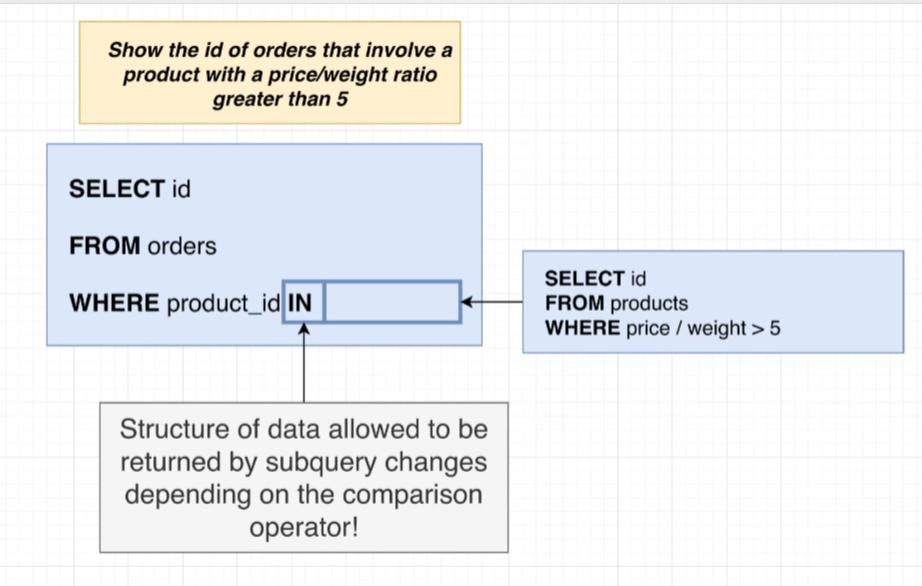 Show the id of orders that involve a
product with a price/weight ratio
greater than 5
SELECT id
FROM orders
WHERE product_id IN
SELECT id
FROM products
WHERE price / weight > 5
Structure of data allowed to be
returned by subquery changes
depending on the comparison
operator!